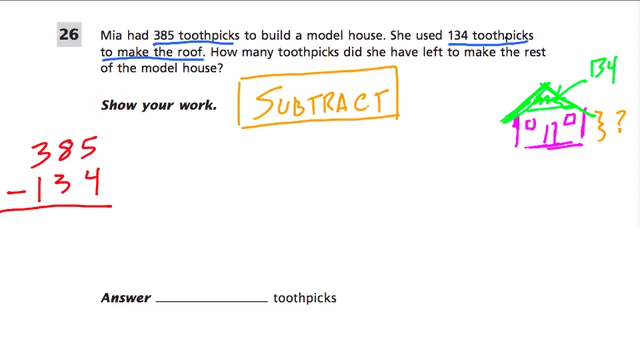 26 Mia had 385 toothpicks to build a model house. She used 134 toothpicks
to make the roof. How many toothpicks did she have left to make the rest
of the model house?
134
Show your work.
SUBTRACT
?
385
- 134
Answer ____________ toothpicks